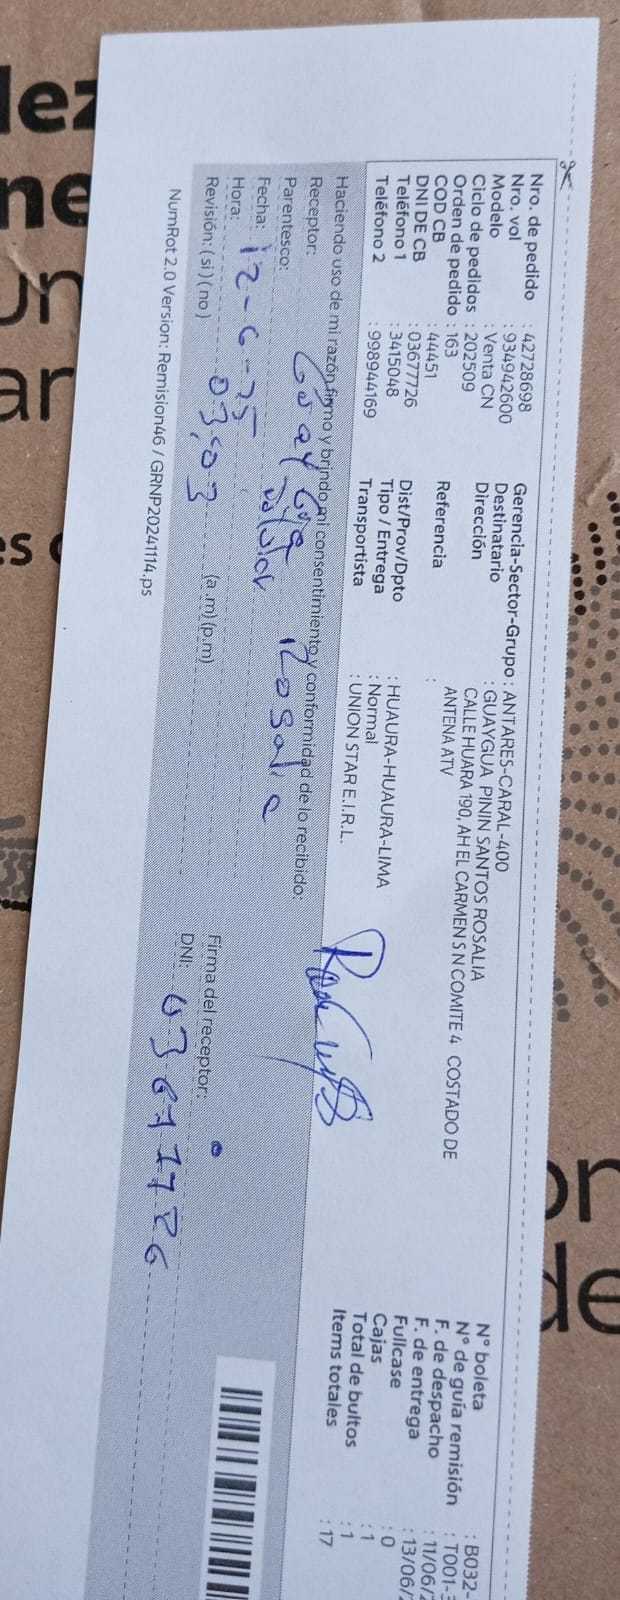 Nro. de pedido : 42728698
Nro. vol : 934942600
Modelo : Venta CN
Ciclo de pedidos : 202509
Orden de pedido : 163
COD CB : 44451
DNI DE CB : 03677726
Teléfono 1 : 3415048
Teléfono 2 : 998944169
Gerencia-Sector-Grupo : ANTARES-CARAL-400
Destinatario : GUAYGUA PININ SANTOS ROSALIA
Dirección CALLE HUARA 190, AH EL CARMEN S N COMITE 4 COSTADO DE
ANTENA ATV
Referencia :
Dist/Prov/Dpto : HUAURA-HUAURA-LIMA
Tipo / Entrega : Normal
Transportista : UNION STAR E.I.R.L.
N° boleta : B032-
N° de guía remisión : T001-
F. de despacho : 11/06/
F. de entrega : 13/06/
Fullcase : 0
Cajas : 1
Total de bultos : 1
Items totales : 17
Haciendo uso de mi razón firmo y brindo mi consentimiento y conformidad de lo recibido:
Receptor: Rosalia
Parentesco:
Fecha: 12-6-25
Hora: 03:03 (a.m) (p.m)
Revisión: ( si ) ( no )
Firma del receptor:
DNI: 03677726
NumRot 2.0 Version: Remision46 / GRNP20241114.ps